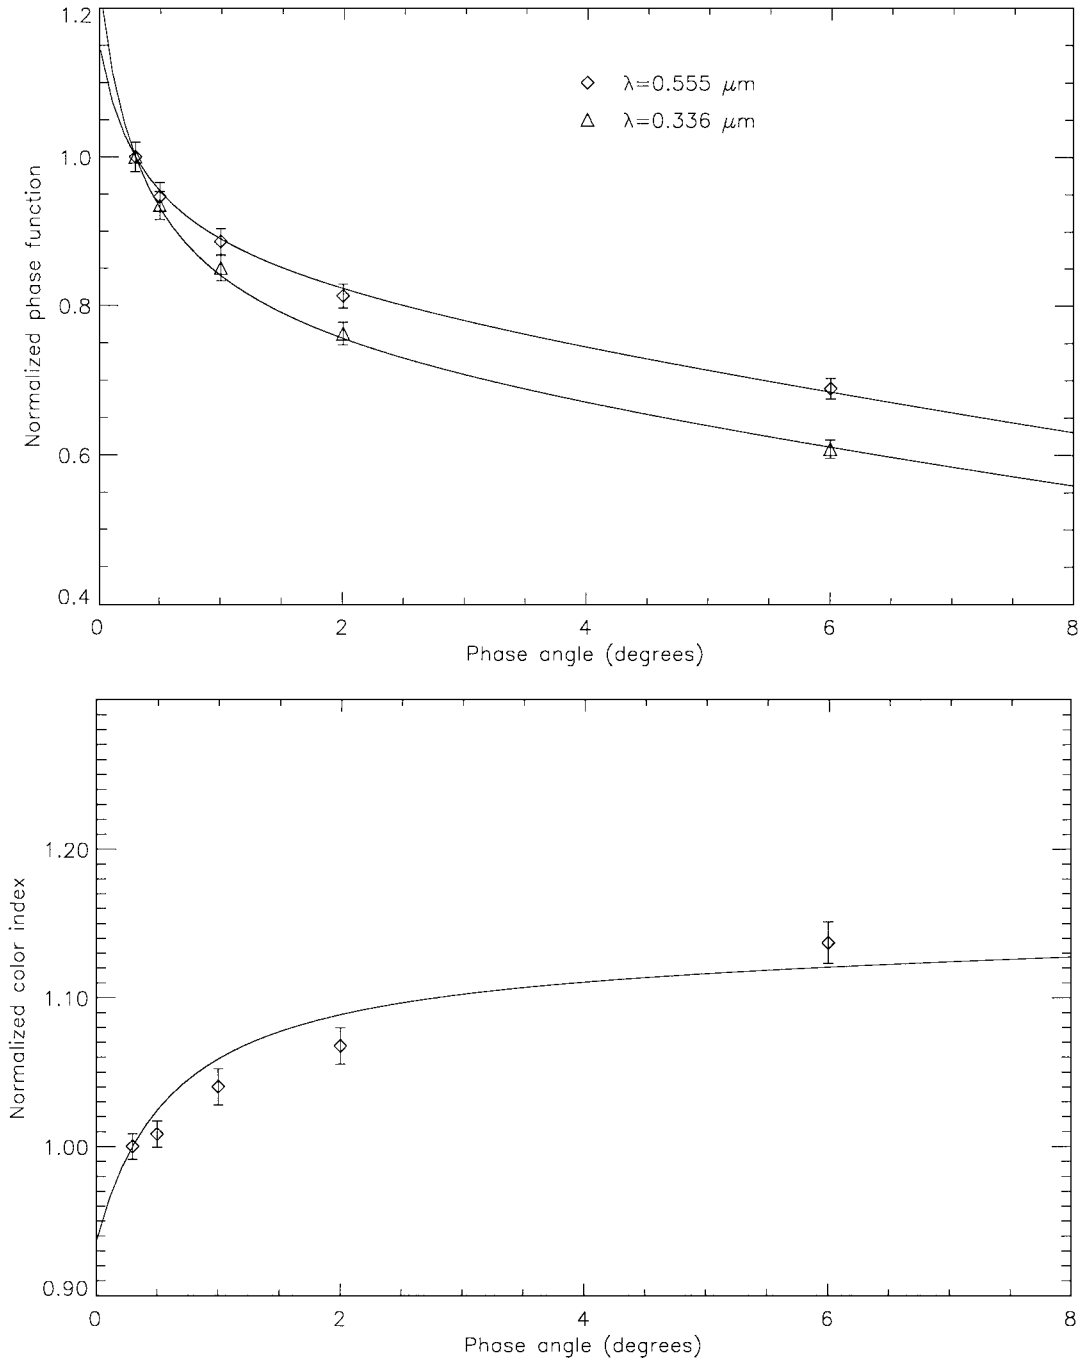 1.2
1.0
0.8
0.6
0.4
Normalized phase function
λ=0.555 μm
λ=0.336 μm
0 2 4 6 8
Phase angle (degrees)
1.20
1.10
1.00
0.90
Normalized color index
0 2 4 6 8
Phase angle (degrees)